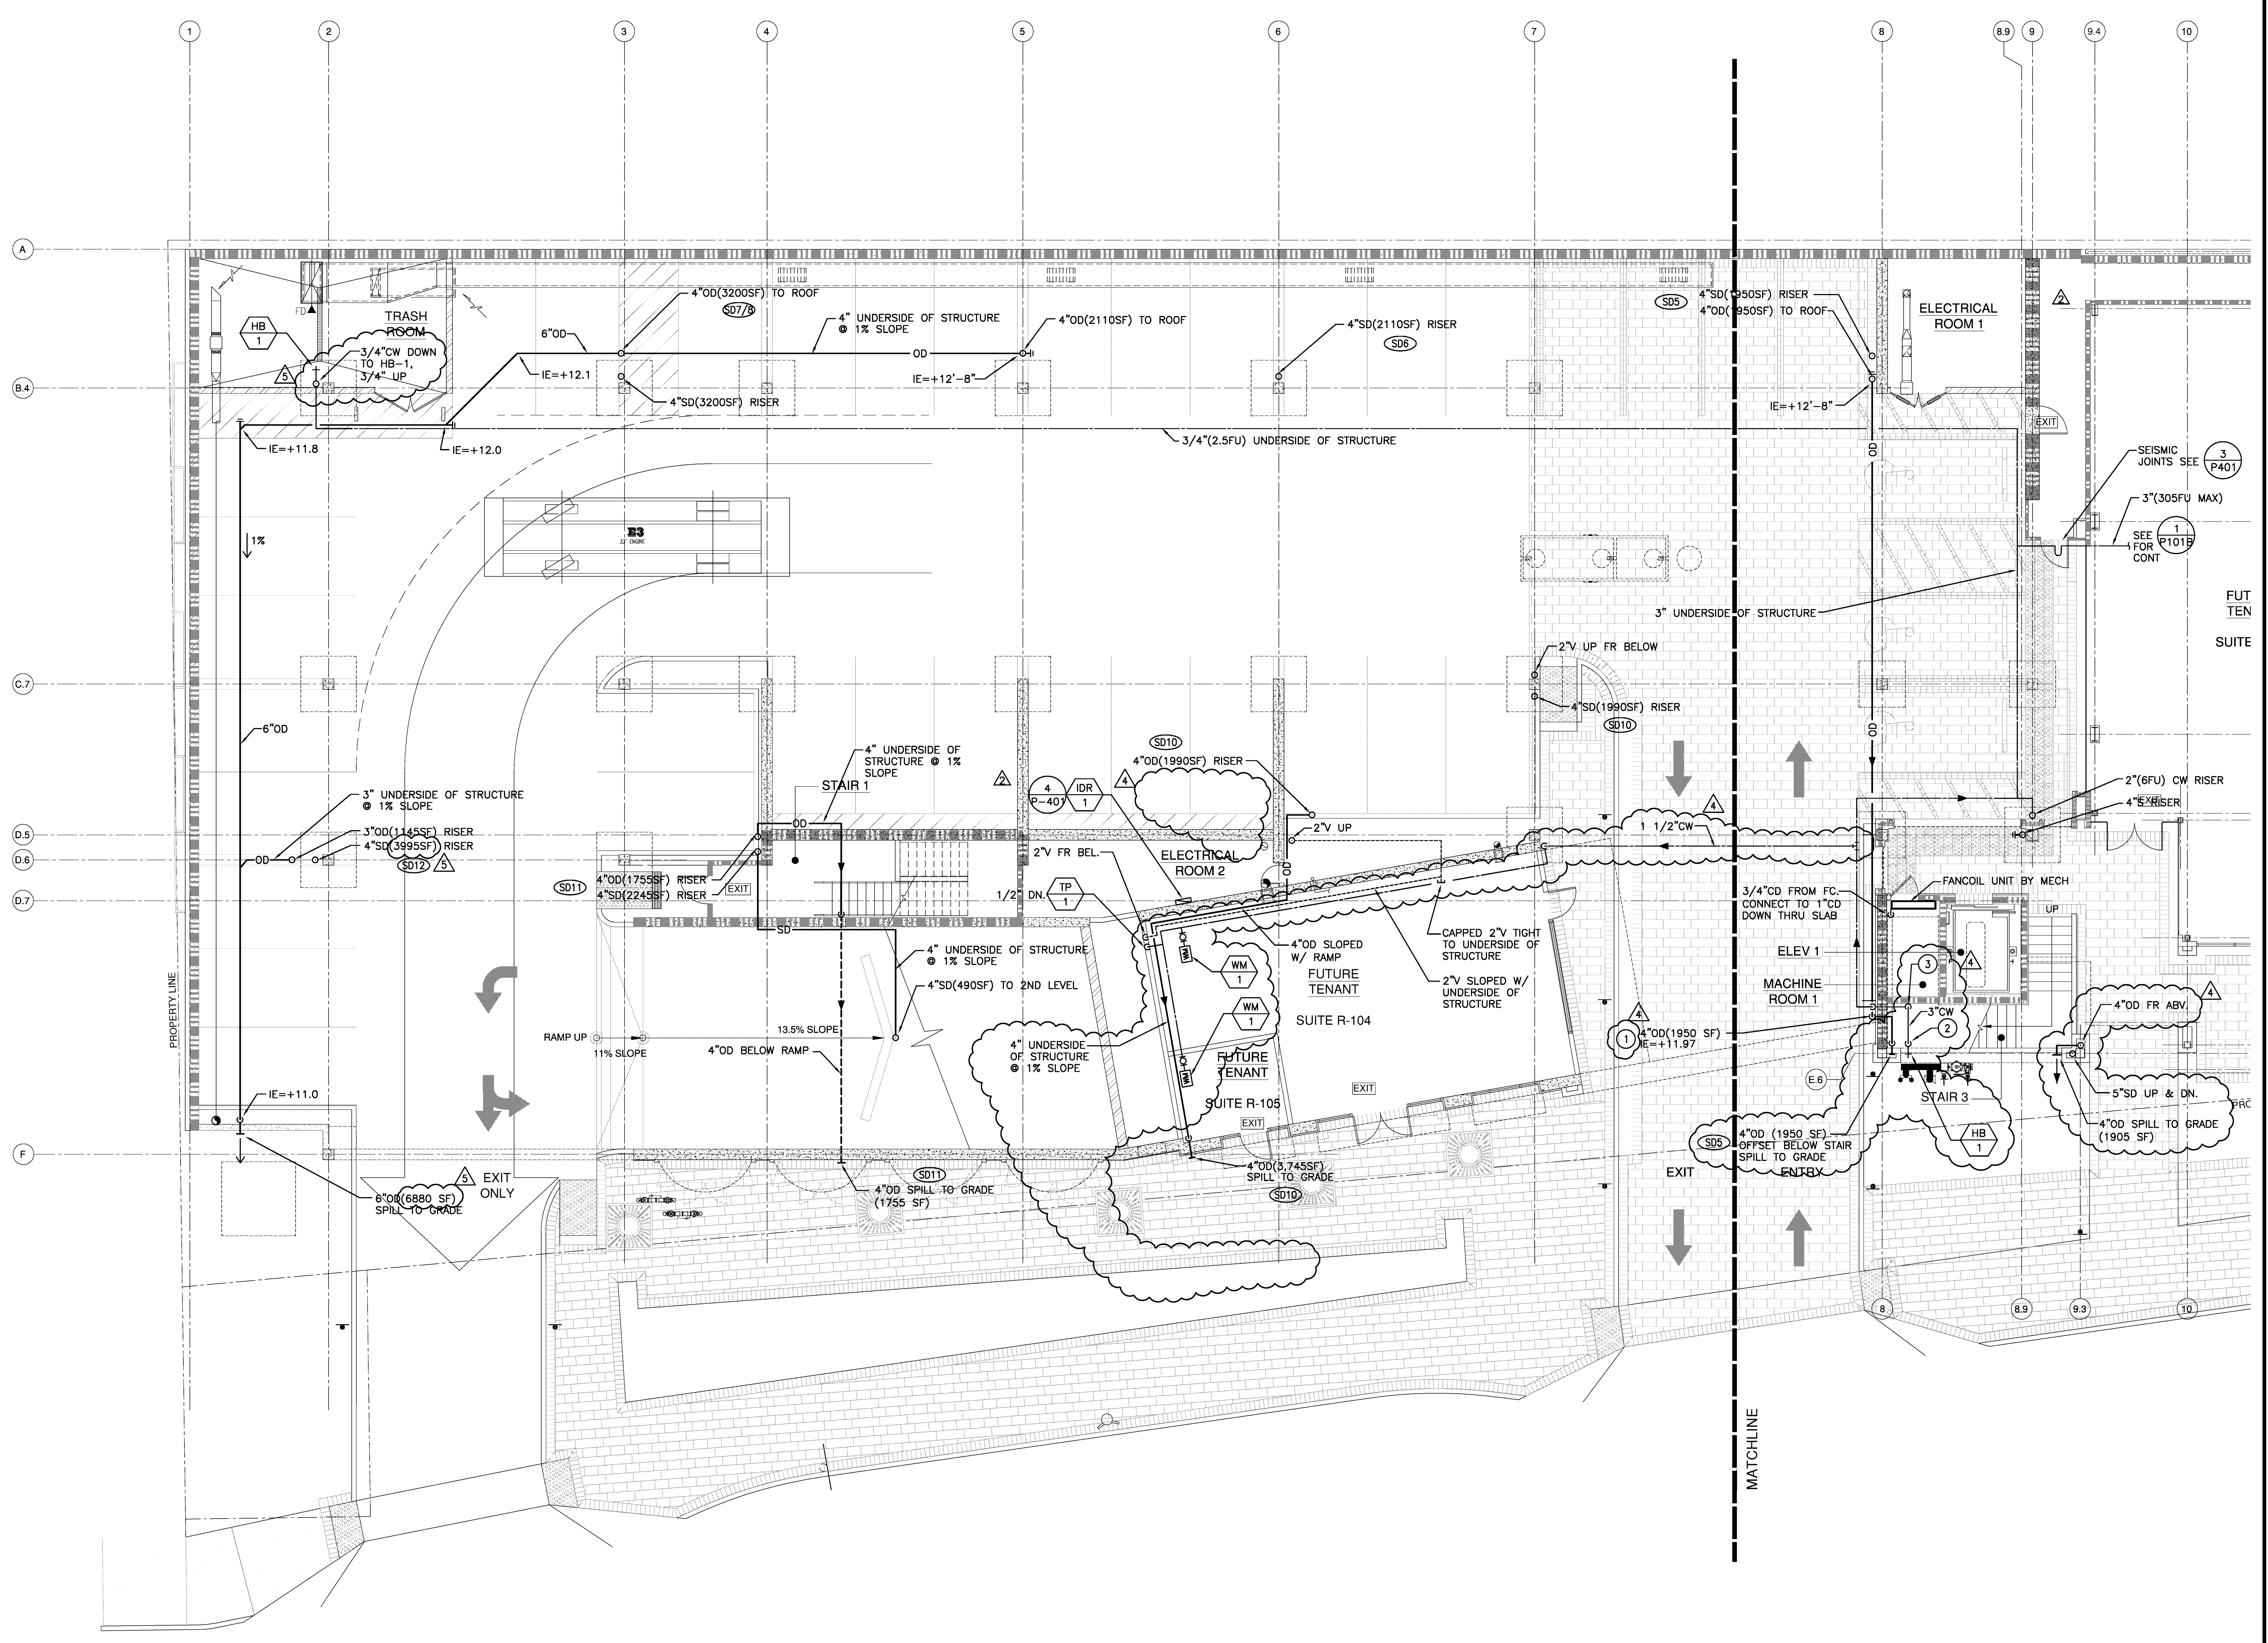 1
2
3
4
5
6
7
8
8.9
9
9.4
10
A
B.4
C.7
D.5
D.6
D.7
F
FD
TRASH
ROOM
HB
1
3/4"CW DOWN
TO HB-1,
3/4" UP
5
6"OD
IE=+12.1
4"OD(3200SF) TO ROOF
SD7/8
4"SD(3200SF) RISER
4" UNDERSIDE OF STRUCTURE
@ 1% SLOPE
OD
4"OD(2110SF) TO ROOF
IE=+12'-8"
4"SD(2110SF) RISER
SD6
SD5
4"SD(1950SF) RISER
4"OD(1950SF) TO ROOF
IE=+12'-8"
ELECTRICAL
ROOM 1
2
EXIT
IE=+11.8
IE=+12.0
3/4"(2.5FU) UNDERSIDE OF STRUCTURE
OD
SEISMIC
JOINTS SEE
3
P401
3"(305FU MAX)
SEE
FOR
CONT
1
P101B
E3
33' ENGINE
1%
3" UNDERSIDE OF STRUCTURE
FUT
TEN
SUITE
2"V UP FR BELOW
4"SD(1990SF) RISER
SD10
6"OD
OD
4" UNDERSIDE OF
STRUCTURE @ 1%
SLOPE
STAIR 1
2
4
P-401
IDR
1
4
SD10
4"OD(1990SF) RISER
3" UNDERSIDE OF STRUCTURE
@ 1% SLOPE
3"OD(1145SF) RISER
4"SD(3995SF) RISER
OD
SD12
5
OD
2"V UP
4
1 1/2"CW
2"(6FU) CW RISER
EXIT
4"S RISER
2"V FR BEL.
ELECTRICAL
ROOM 2
OD
SD11
4"OD(1755SF) RISER
4"SD(2245SF) RISER
EXIT
1/2" DN.
TP
1
3/4"CD FROM FC.
CONNECT TO 1"CD
DOWN THRU SLAB
FANCOIL UNIT BY MECH
UP
SD
4" UNDERSIDE OF STRUCTURE
@ 1% SLOPE
4"SD(490SF) TO 2ND LEVEL
WM
WM
1
4"OD SLOPED
W/ RAMP
FUTURE
TENANT
SUITE R-104
CAPPED 2"V TIGHT
TO UNDERSIDE OF
STRUCTURE
2"V SLOPED W/
UNDERSIDE OF
STRUCTURE
ELEV 1
MACHINE
ROOM 1
3
4
PROPERTY LINE
RAMP UP
11% SLOPE
13.5% SLOPE
4"OD BELOW RAMP
WM
1
4" UNDERSIDE
OF STRUCTURE
@ 1% SLOPE
WM
FUTURE
TENANT
SUITE R-105
EXIT
EXIT
4
1
4"OD(1950 SF)
IE=+11.97
3"CW
2
4"OD FR ABV.
4
E.6
STAIR 3
5"SD UP & DN.
4"OD SPILL TO GRADE
(1905 SF)
PRO
IE=+11.0
SD5
4"OD (1950 SF)
OFFSET BELOW STAIR
SPILL TO GRADE
HB
1
EXIT
ENTRY
5
EXIT
ONLY
6"OD(6880 SF)
SPILL TO GRADE
SD11
4"OD SPILL TO GRADE
(1755 SF)
4"OD(3,745SF)
SPILL TO GRADE
SD10
8
8.9
9.3
10
MATCHLINE